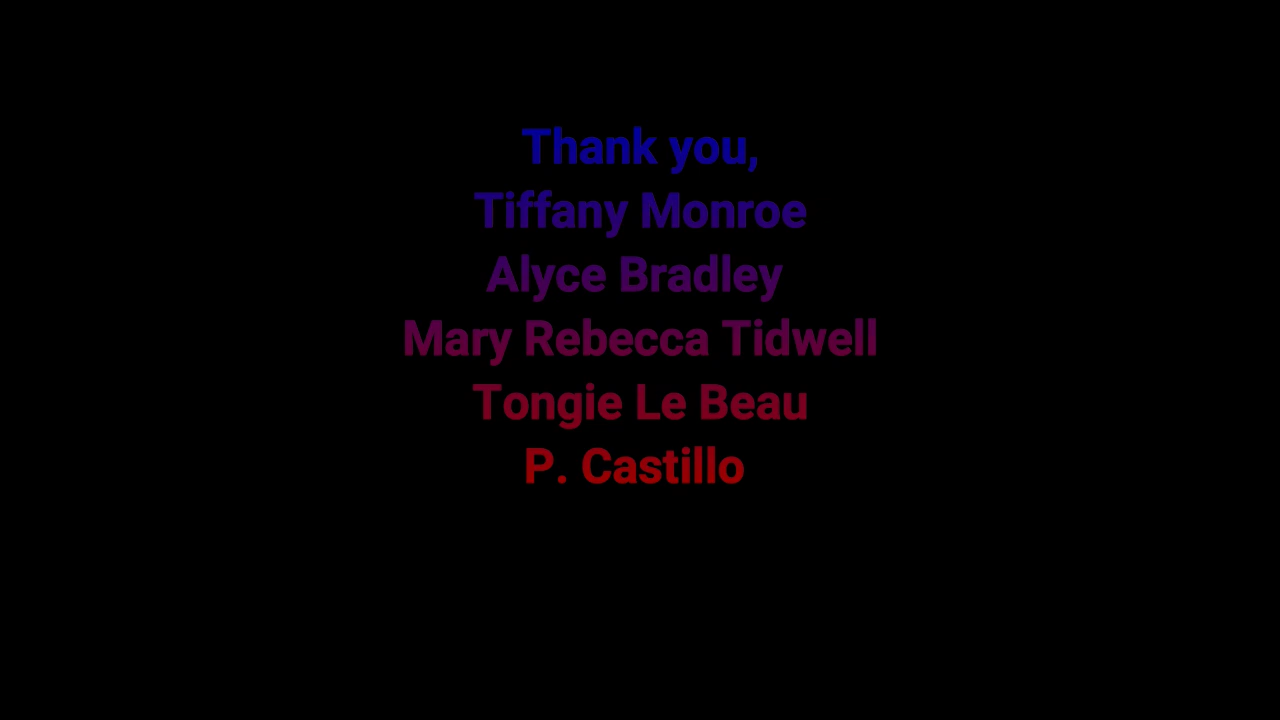 Thank you,
Tiffany Monroe
Alyce Bradley
Mary Rebecca Tidwell
Tongie Le Beau
P. Castillo